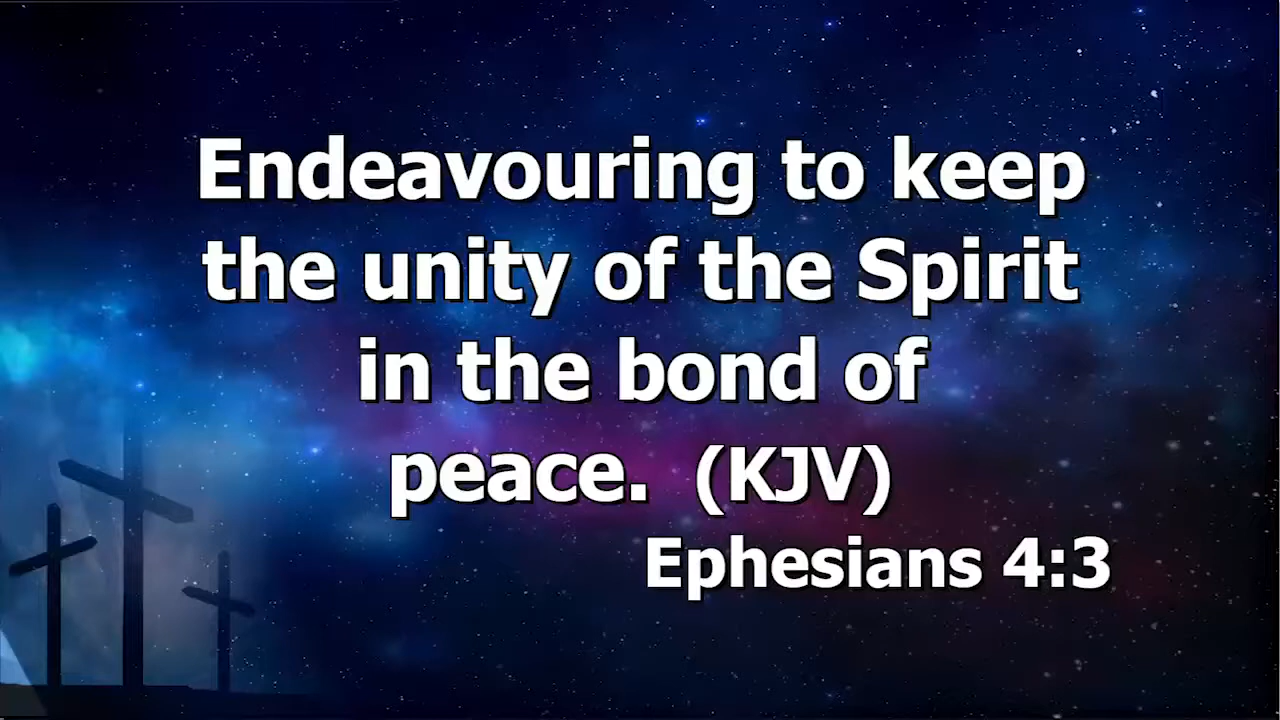 Endeavouring to keep
the unity of the Spirit
in the bond of
peace.  (KJV)
Ephesians 4:3